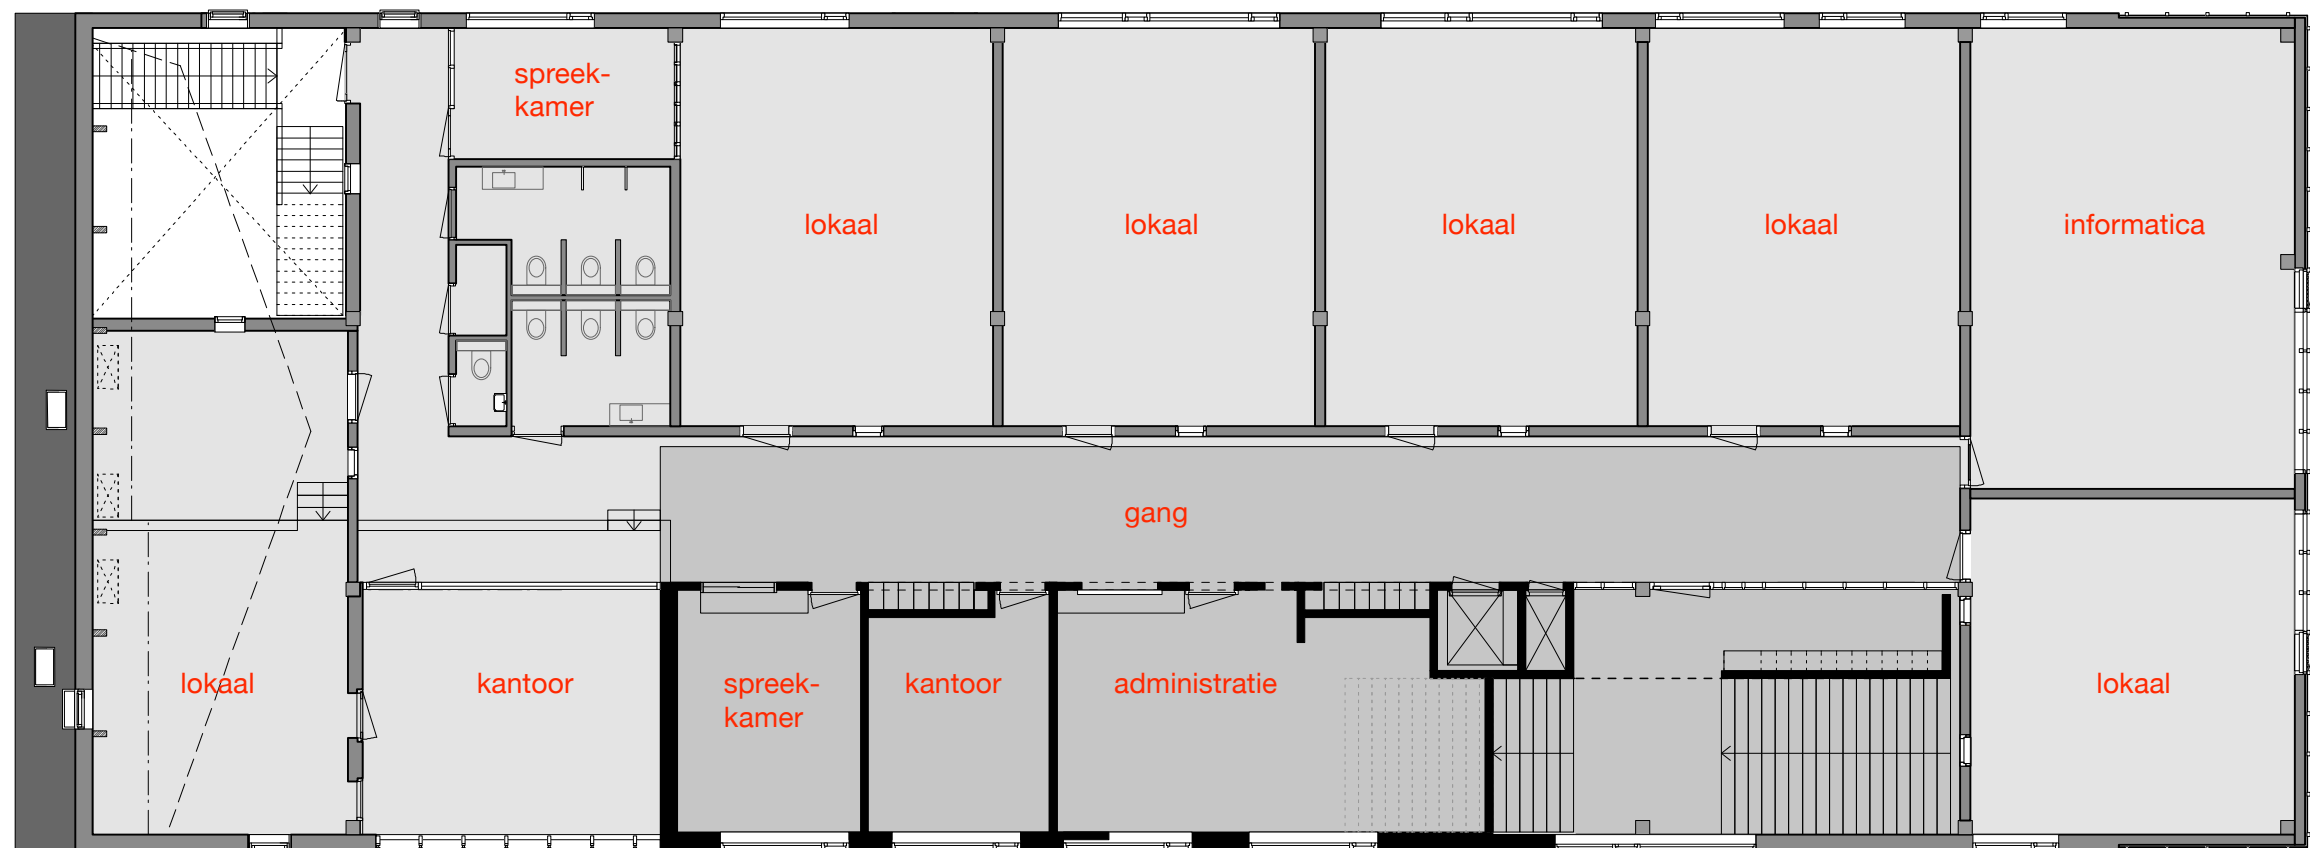 spreek-
kamer
lokaal
lokaal
lokaal
lokaal
informatica
gang
lokaal
kantoor
spreek-
kamer
kantoor
administratie
lokaal